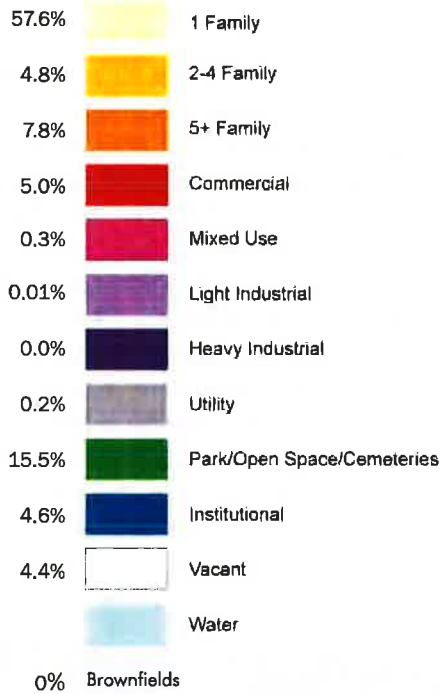 57.6% 1 Family
4.8% 2-4 Family
7.8% 5+ Family
5.0% Commercial
0.3% Mixed Use
0.01% Light Industrial
0.0% Heavy Industrial
0.2% Utility
15.5% Park/Open Space/Cemeteries
4.6% Institutional
4.4% Vacant
Water
0% Brownfields